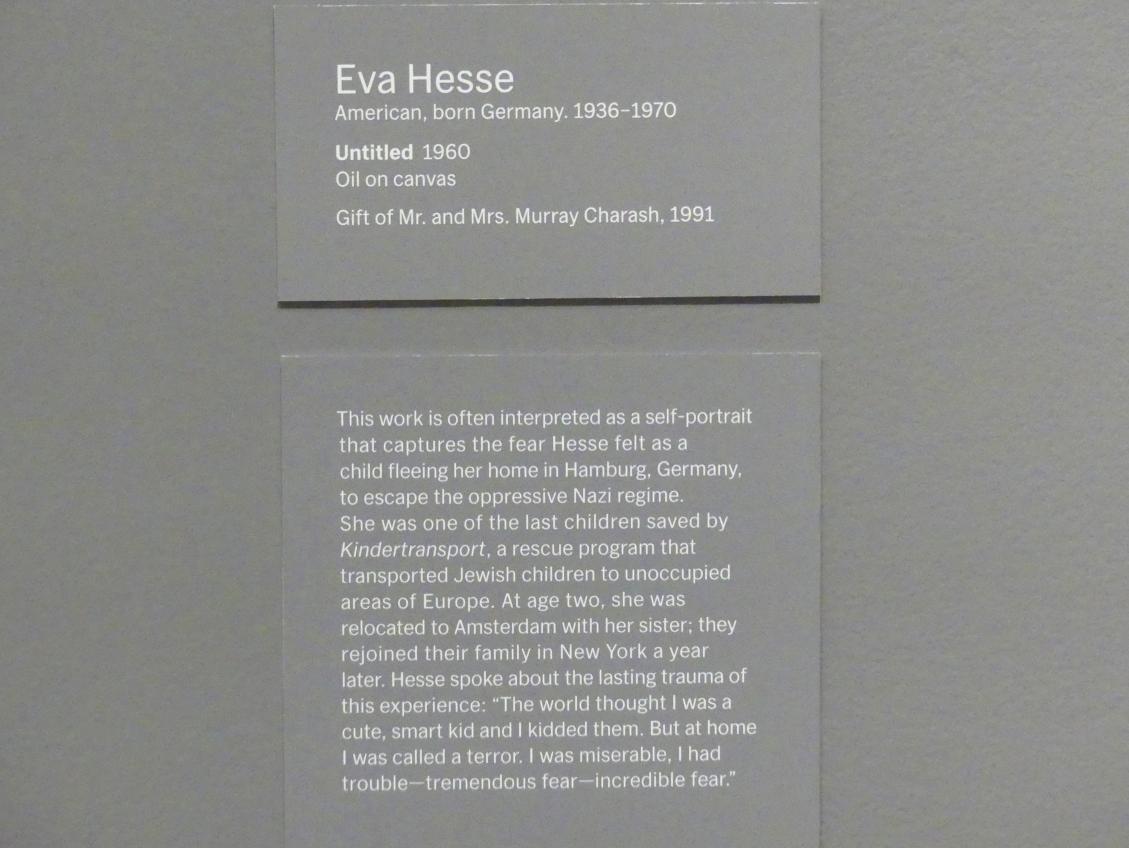 Eva Hesse
American, born Germany. 1936–1970
Untitled 1960
Oil on canvas
Gift of Mr. and Mrs. Murray Charash, 1991
This work is often interpreted as a self-portrait
that captures the fear Hesse felt as a
child fleeing her home in Hamburg, Germany,
to escape the oppressive Nazi regime.
She was one of the last children saved by
Kindertransport, a rescue program that
transported Jewish children to unoccupied
areas of Europe. At age two, she was
relocated to Amsterdam with her sister; they
rejoined their family in New York a year
later. Hesse spoke about the lasting trauma of
this experience: “The world thought I was a
cute, smart kid and I kidded them. But at home
I was called a terror. I was miserable, I had
trouble—tremendous fear—incredible fear.”